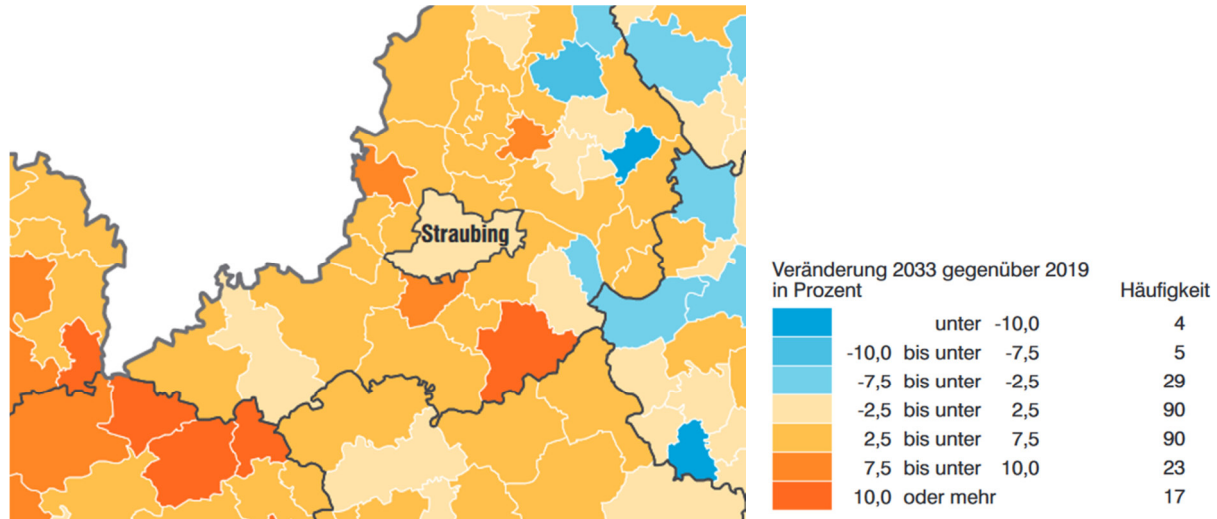 Straubing
Veränderung 2033 gegenüber 2019
in Prozent Häufigkeit
unter -10,0 4
-10,0 bis unter -7,5 5
-7,5 bis unter -2,5 29
-2,5 bis unter 2,5 90
2,5 bis unter 7,5 90
7,5 bis unter 10,0 23
10,0 oder mehr 17